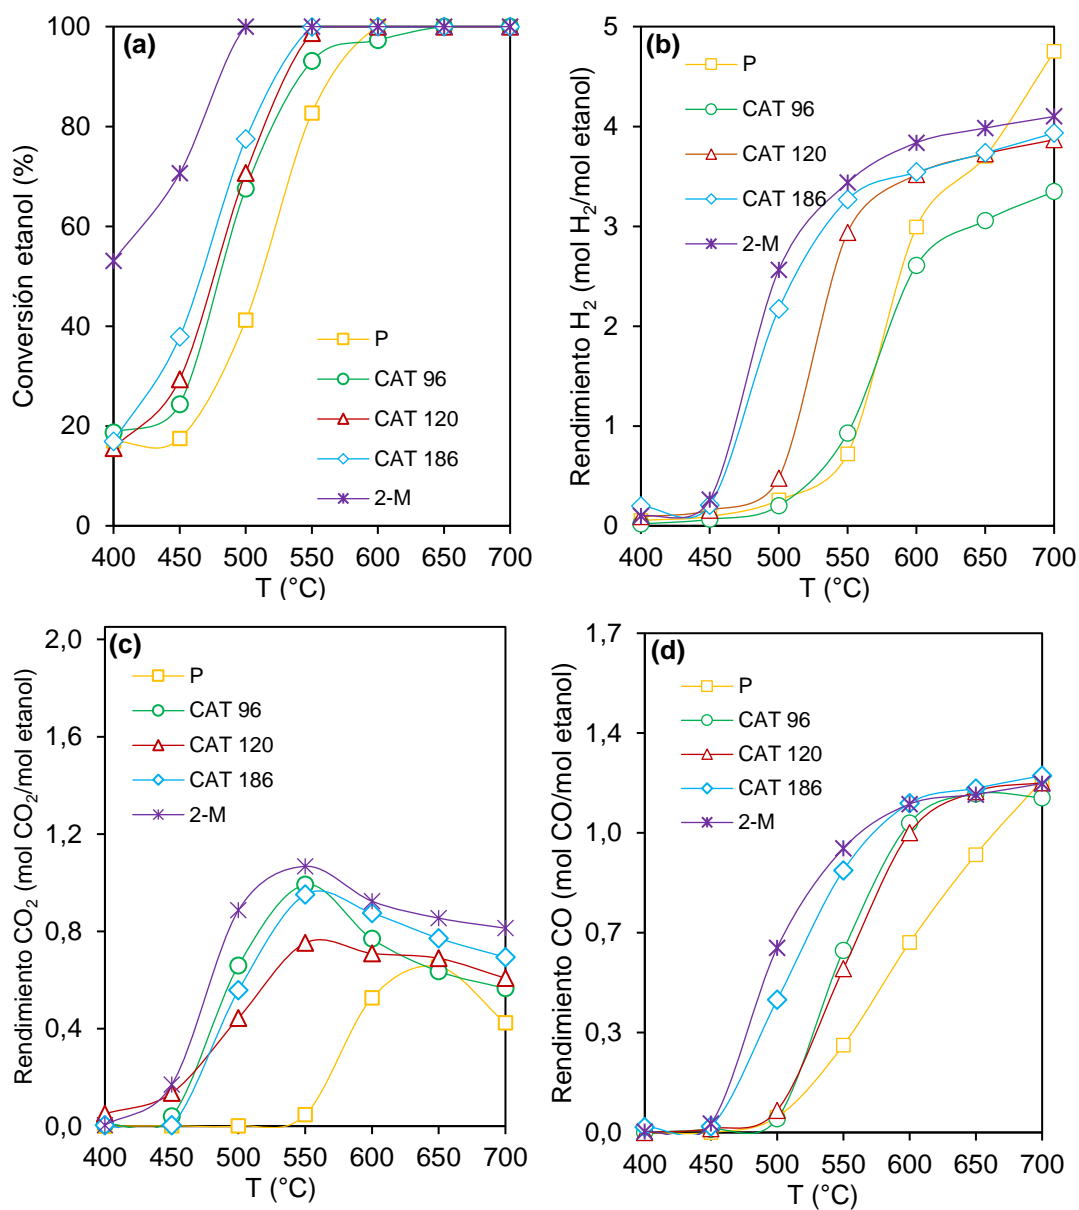 (a)
Conversión etanol (%)
100
80
60
40
20
0
P
CAT 96
CAT 120
CAT 186
2-M
400 450 500 550 600 650 700
T (°C)
(b)
Rendimiento H2 (mol H2/mol etanol)
5
4
3
2
1
0
P
CAT 96
CAT 120
CAT 186
2-M
400 450 500 550 600 650 700
T (°C)
(c)
Rendimiento CO2 (mol CO2/mol etanol)
2,0
1,6
1,2
0,8
0,4
0,0
P
CAT 96
CAT 120
CAT 186
2-M
400 450 500 550 600 650 700
T (°C)
(d)
Rendimiento CO (mol CO/mol etanol)
1,7
1,4
1,0
0,7
0,3
0,0
P
CAT 96
CAT 120
CAT 186
2-M
400 450 500 550 600 650 700
T (°C)